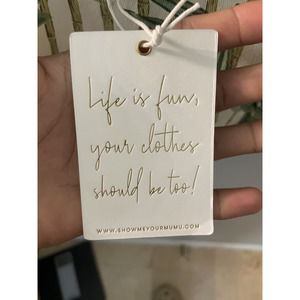 Life is fun,
your clothes
should be too!
WWW.SHOWMEYOURMUMU.COM